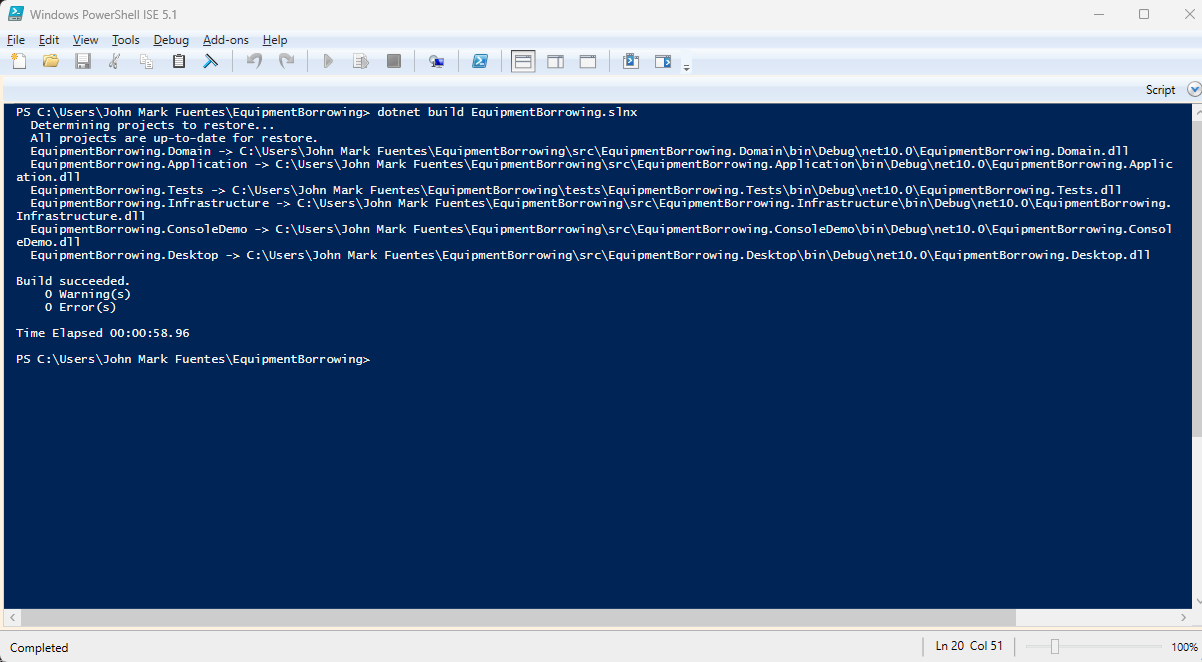 Windows PowerShell ISE 5.1
File Edit View Tools Debug Add-ons Help
Script
PS C:\Users\John Mark Fuentes\EquipmentBorrowing> dotnet build EquipmentBorrowing.slnx
  Determining projects to restore...
  All projects are up-to-date for restore.
  EquipmentBorrowing.Domain -> C:\Users\John Mark Fuentes\EquipmentBorrowing\src\EquipmentBorrowing.Domain\bin\Debug\net10.0\EquipmentBorrowing.Domain.dll
  EquipmentBorrowing.Application -> C:\Users\John Mark Fuentes\EquipmentBorrowing\src\EquipmentBorrowing.Application\bin\Debug\net10.0\EquipmentBorrowing.Applic
ation.dll
  EquipmentBorrowing.Tests -> C:\Users\John Mark Fuentes\EquipmentBorrowing\tests\EquipmentBorrowing.Tests\bin\Debug\net10.0\EquipmentBorrowing.Tests.dll
  EquipmentBorrowing.Infrastructure -> C:\Users\John Mark Fuentes\EquipmentBorrowing\src\EquipmentBorrowing.Infrastructure\bin\Debug\net10.0\EquipmentBorrowing.
Infrastructure.dll
  EquipmentBorrowing.ConsoleDemo -> C:\Users\John Mark Fuentes\EquipmentBorrowing\src\EquipmentBorrowing.ConsoleDemo\bin\Debug\net10.0\EquipmentBorrowing.Consol
eDemo.dll
  EquipmentBorrowing.Desktop -> C:\Users\John Mark Fuentes\EquipmentBorrowing\src\EquipmentBorrowing.Desktop\bin\Debug\net10.0\EquipmentBorrowing.Desktop.dll
Build succeeded.
    0 Warning(s)
    0 Error(s)
Time Elapsed 00:00:58.96
PS C:\Users\John Mark Fuentes\EquipmentBorrowing>
Completed
Ln 20 Col 51
100%